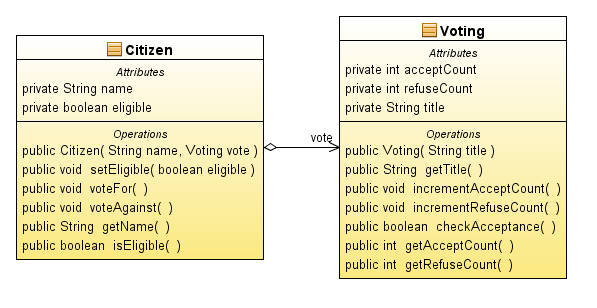 Citizen
Attributes
private String name
private boolean eligible
Operations
public Citizen( String name, Voting vote )
public void setEligible( boolean eligible )
public void voteFor( )
public void voteAgainst( )
public String getName( )
public boolean isEligible( )
vote
Voting
Attributes
private int acceptCount
private int refuseCount
private String title
Operations
public Voting( String title )
public String getTitle( )
public void incrementAcceptCount( )
public void incrementRefuseCount( )
public boolean checkAcceptance( )
public int getAcceptCount( )
public int getRefuseCount( )